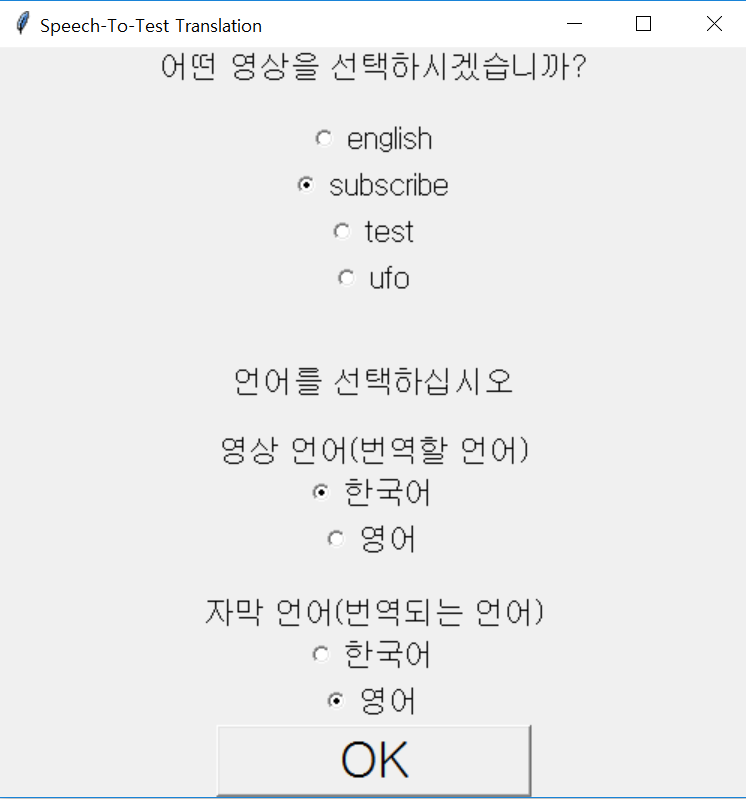 Speech-To-Test Translation
어떤 영상을 선택하시겠습니까?
english
subscribe
test
ufo
언어를 선택하십시오
영상 언어(번역할 언어)
한국어
영어
자막 언어(번역되는 언어)
한국어
영어
OK